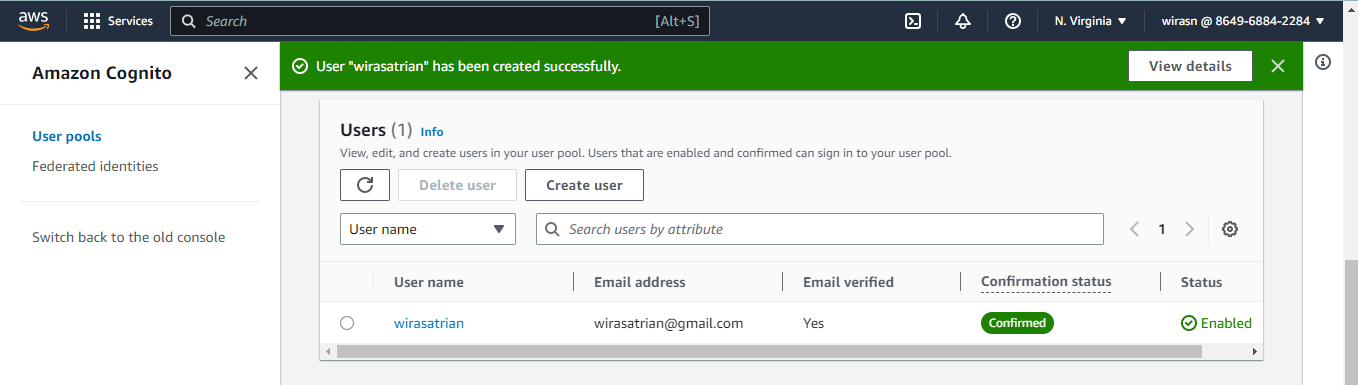 aws Services Search [Alt+S] N. Virginia wirasn @ 8649-6884-2284
Amazon Cognito
User "wirasatrian" has been created successfully. View details
User pools
Federated identities
Switch back to the old console
Users (1) Info
View, edit, and create users in your user pool. Users that are enabled and confirmed can sign in to your user pool.
Delete user Create user
User name Search users by attribute 1
User name Email address Email verified Confirmation status Status
wirasatrian wirasatrian@gmail.com Yes Confirmed Enabled